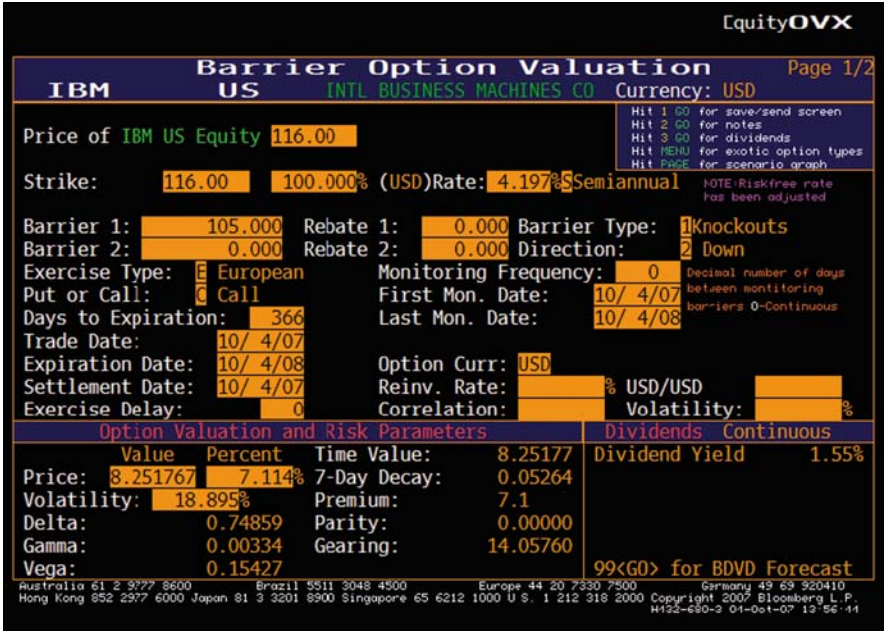 EquityOVX
Barrier Option Valuation Page 1/2
IBM US INTL BUSINESS MACHINES CO Currency: USD
Hit 1 GO for save/send screen
Hit 2 GO for notes
Hit 3 GO for dividends
Hit MENU for exotic option types
Hit PAGE for scenario graph
Price of IBM US Equity 116.00
Strike: 116.00 100.000% (USD)Rate: 4.197%SSemiannual
NOTE:Riskfree rate
has been adjusted
Barrier 1: 105.000 Rebate 1: 0.000 Barrier Type: 1Knockouts
Barrier 2: 0.000 Rebate 2: 0.000 Direction: 2 Down
Exercise Type: E European Monitoring Frequency: 0 Decimal number of days
between montitoring
barriers 0-Continuous
Put or Call: C Call First Mon. Date: 10/ 4/07
Days to Expiration: 366 Last Mon. Date: 10/ 4/08
Trade Date: 10/ 4/07
Expiration Date: 10/ 4/08 Option Curr: USD
Settlement Date: 10/ 4/07 Reinv. Rate: % USD/USD
Exercise Delay: 0 Correlation: Volatility: %
Option Valuation and Risk Parameters Dividends Continuous
Value Percent Time Value: 8.25177 Dividend Yield 1.55%
Price: 8.251767 7.114% 7-Day Decay: 0.05264
Volatility: 18.895% Premium: 7.1
Delta: 0.74859 Parity: 0.00000
Gamma: 0.00334 Gearing: 14.05760
Vega: 0.15427 99<GO> for BDVD Forecast
Australia 61 2 9777 8600 Brazil 5511 3048 4500 Europe 44 20 7330 7500 Germany 49 69 920410
Hong Kong 852 2977 6000 Japan 81 3 3201 8900 Singapore 65 6212 1000 U S. 1 212 318 2000 Copyright 2007 Bloomberg L.P.
H432-680-3 04-Oct-07 13:56:44